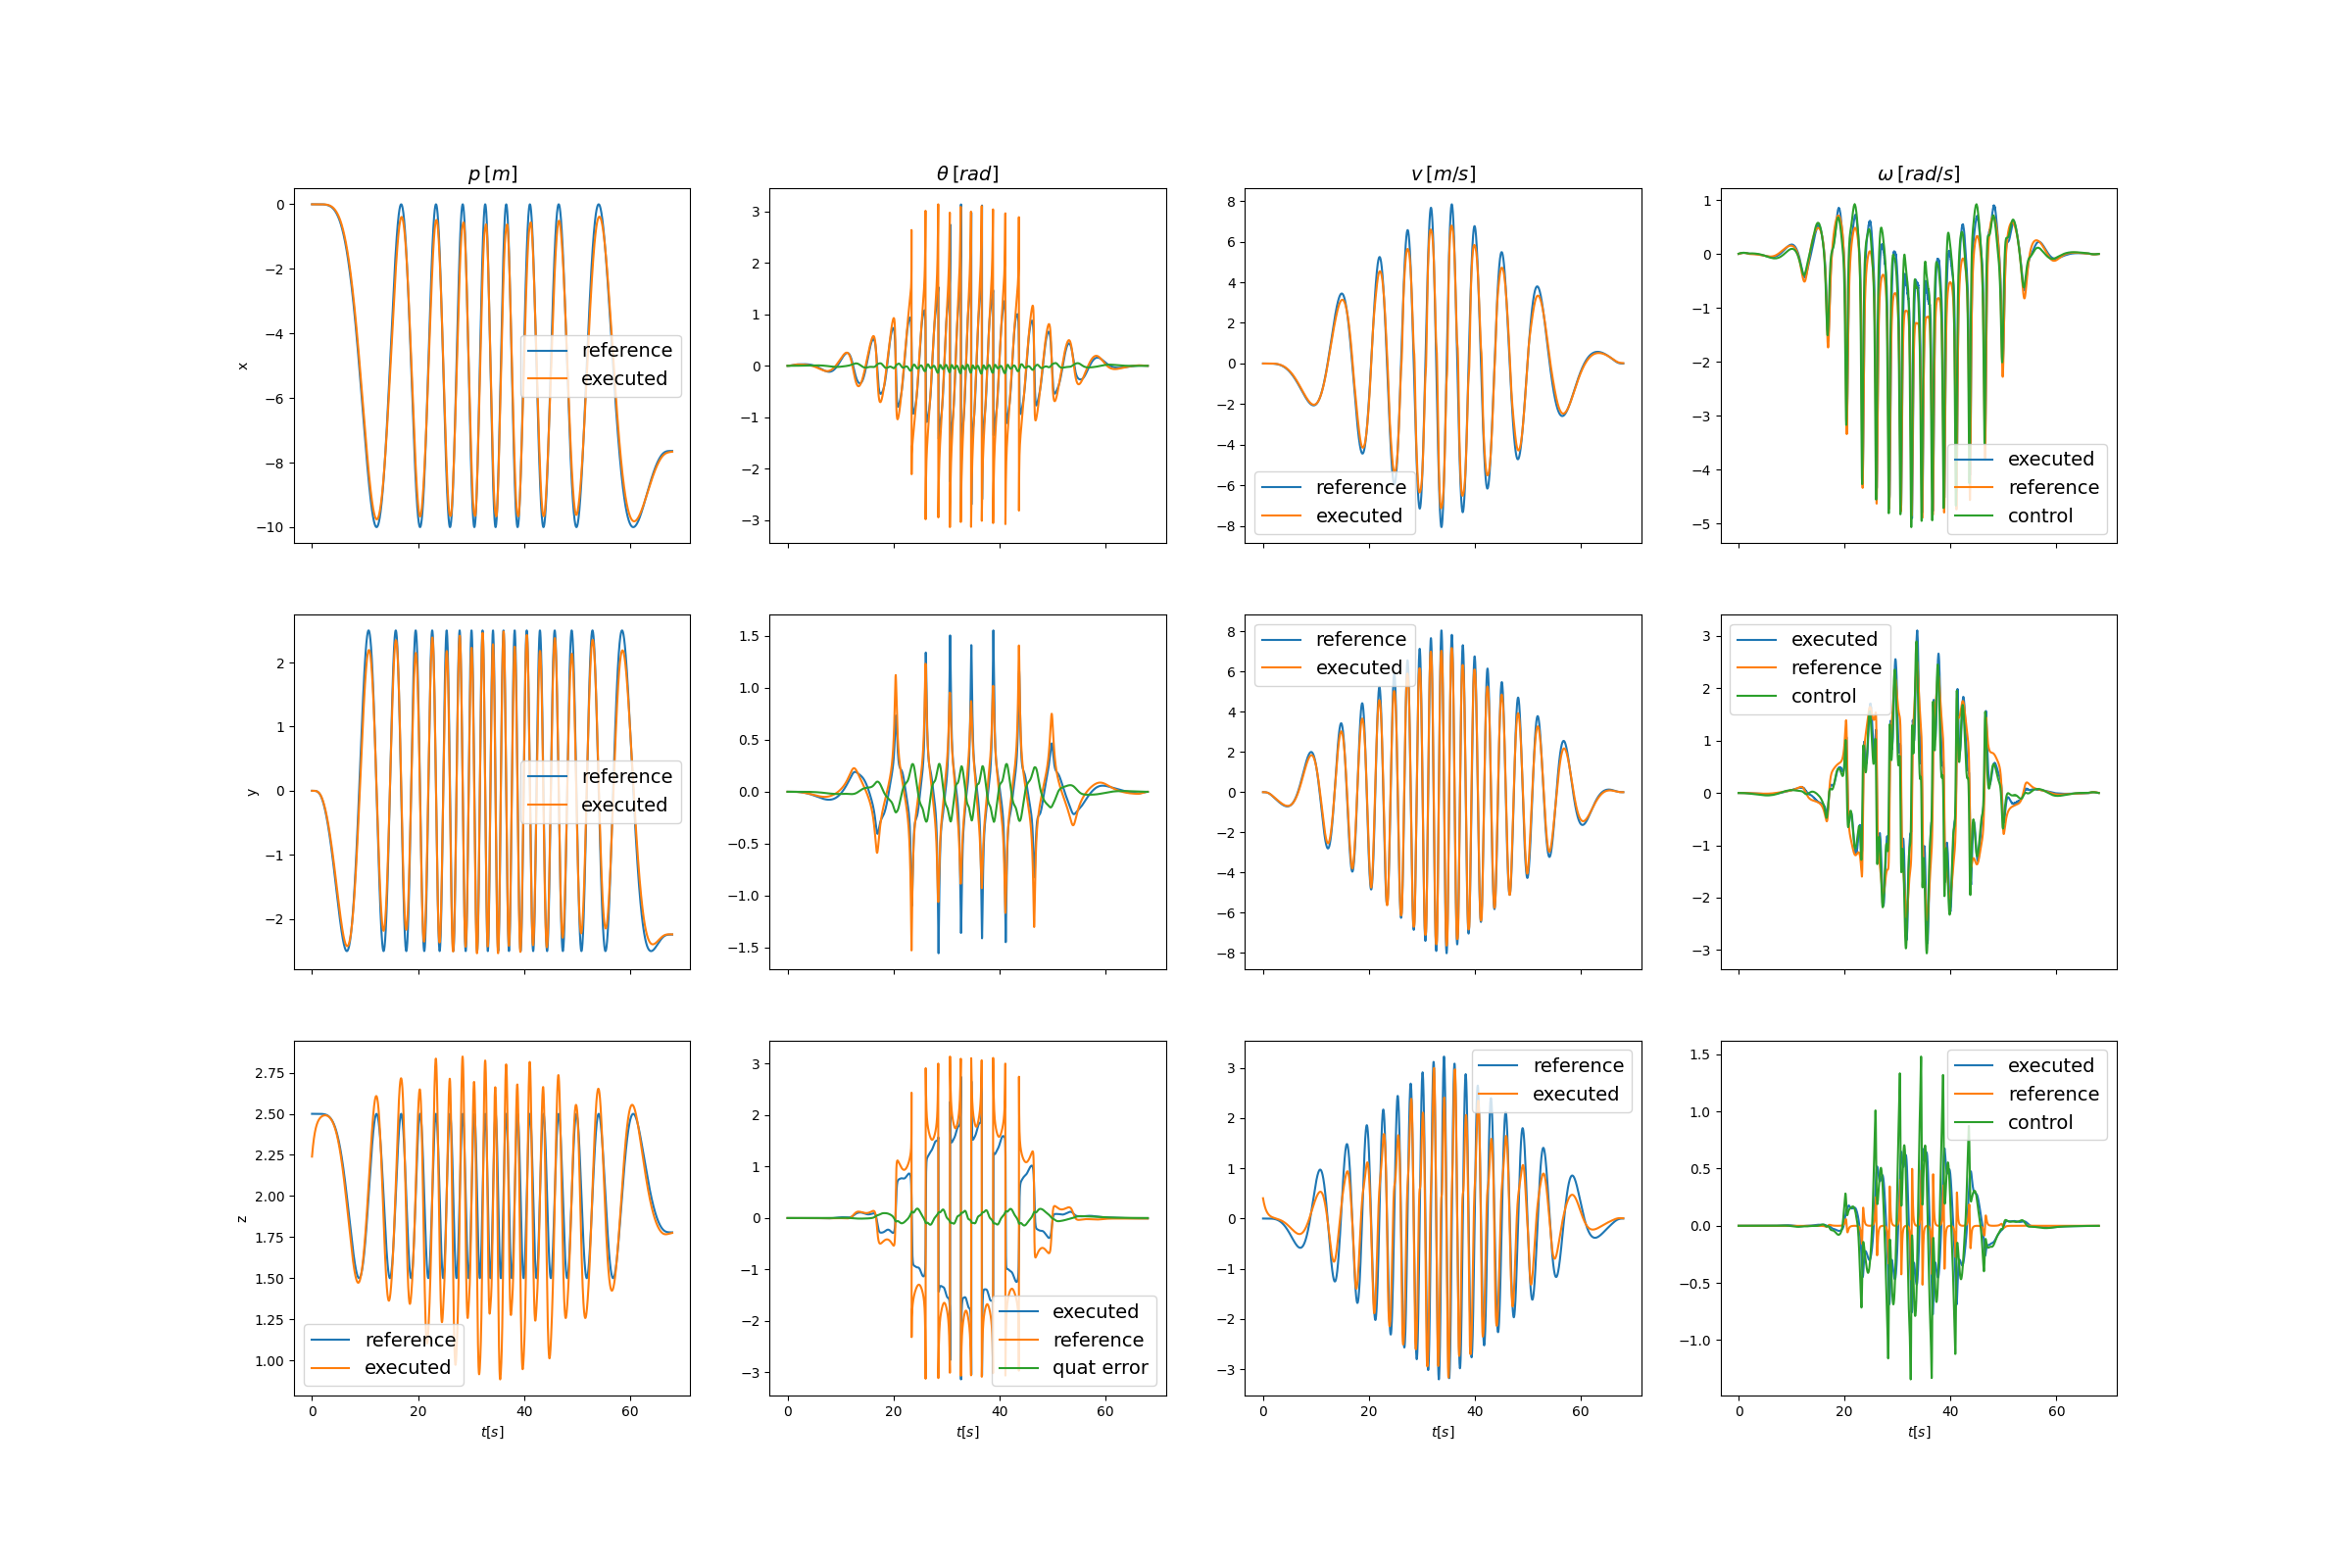 p [m]
θ [rad]
v [m/s]
ω [rad/s]
0
−2
−4
−6
−8
−10
x
reference
executed
3
2
1
0
−1
−2
−3
8
6
4
2
0
−2
−4
−6
−8
reference
executed
1
0
−1
−2
−3
−4
−5
executed
reference
control
2
1
0
−1
−2
y
reference
executed
1.5
1.0
0.5
0.0
−0.5
−1.0
−1.5
8
6
4
2
0
−2
−4
−6
−8
reference
executed
3
2
1
0
−1
−2
−3
executed
reference
control
2.75
2.50
2.25
2.00
1.75
1.50
1.25
1.00
z
reference
executed
0 20 40 60
t[s]
3
2
1
0
−1
−2
−3
executed
reference
quat error
0 20 40 60
t[s]
3
2
1
0
−1
−2
−3
reference
executed
0 20 40 60
t[s]
1.5
1.0
0.5
0.0
−0.5
−1.0
executed
reference
control
0 20 40 60
t[s]